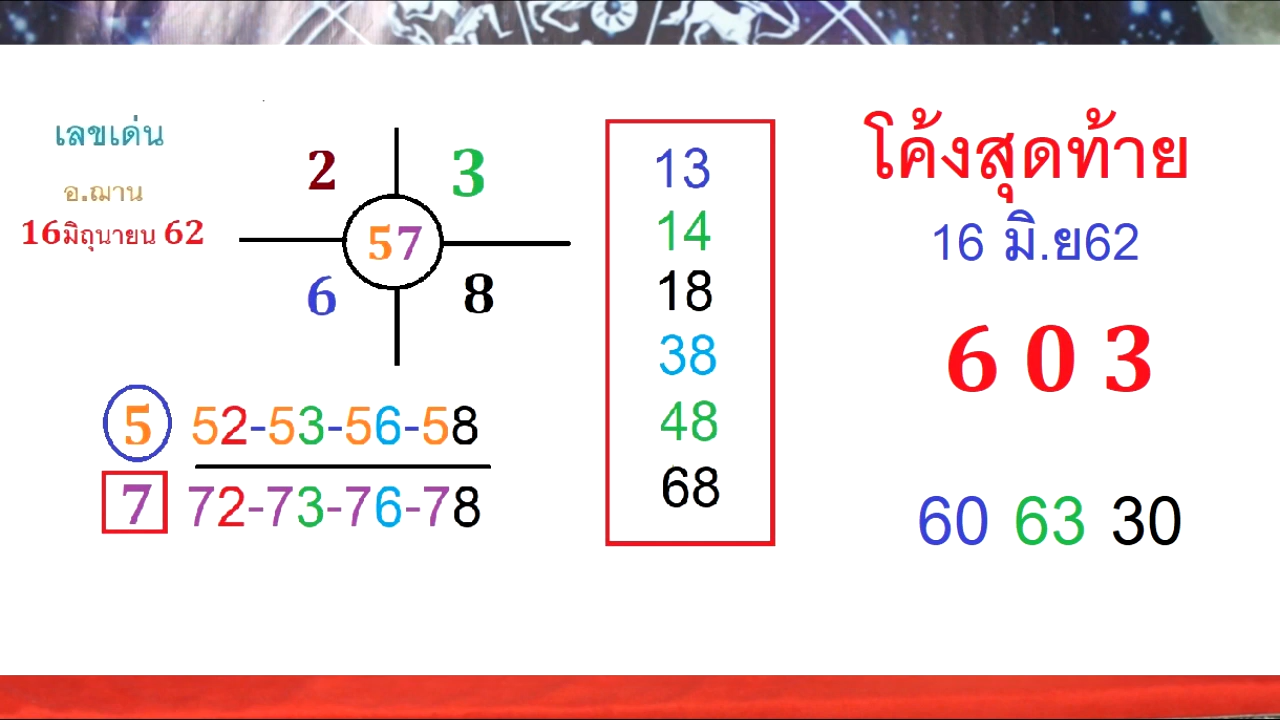 เลขเด่น
อ.ฌาน
16มิถุนายน 62
2 3
57
6 8
5 52-53-56-58
7 72-73-76-78
13
14
18
38
48
68
โค้งสุดท้าย
16 มิ.ย62
6 0 3
60 63 30